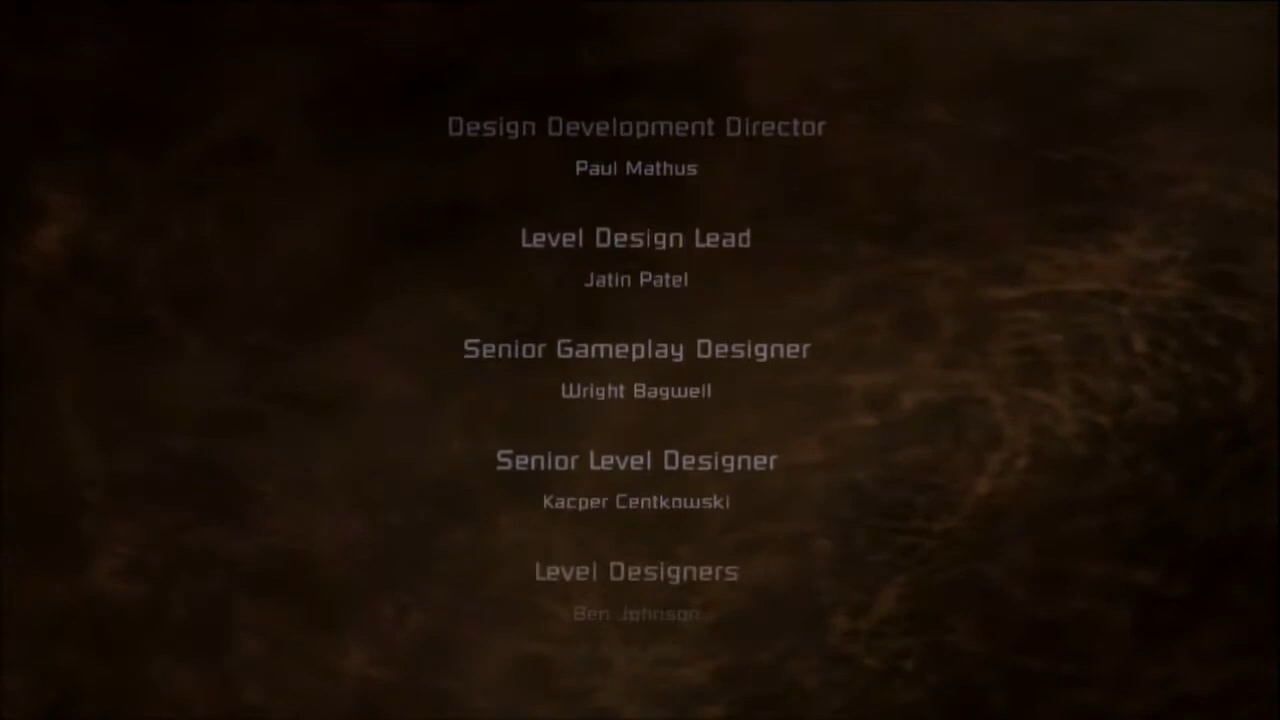 Design Development Director
Paul Mathus
Level Design Lead
Jatin Patel
Senior Gameplay Designer
Wright Bagwell
Senior Level Designer
Kacper Centkowski
Level Designers
Ben Johnson